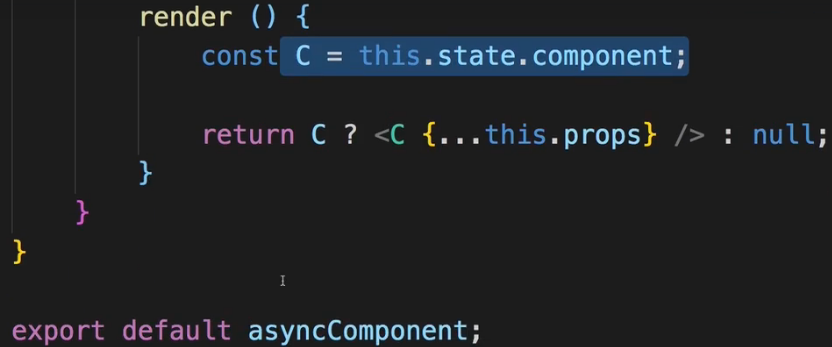 render () {
const C = this.state.component;
return C ? <C {...this.props} /> : null;
}
}
}
export default asyncComponent;